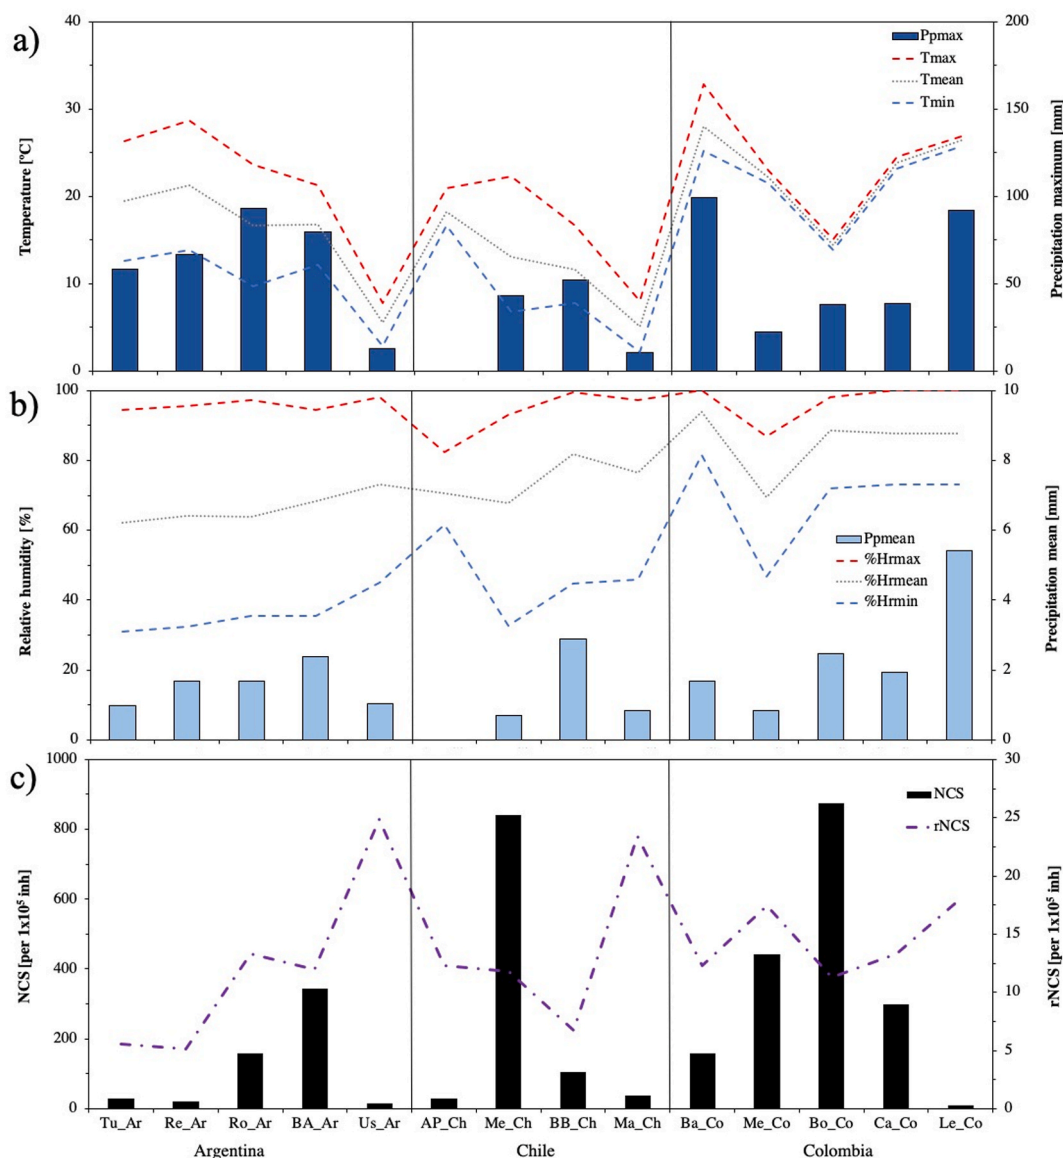 a)
Temperature [ºC]
40
30
20
10
0
Ppmax
Tmax
Tmean
Tmin
200
150
100
50
0
Precipitation maximum [mm]
b)
Relative humidity [%]
100
80
60
40
20
0
Ppmean
%Hrmax
%Hrmean
%Hrmin
10
8
6
4
2
0
Precipitation mean [mm]
c)
NCS [per 1x10⁵ inh]
1000
800
600
400
200
0
NCS
rNCS
30
25
20
15
10
5
0
rNCS [per 1x10⁵ inh]
Tu_Ar Re_Ar Ro_Ar BA_Ar Us_Ar AP_Ch Me_Ch BB_Ch Ma_Ch Ba_Co Me_Co Bo_Co Ca_Co Le_Co
Argentina Chile Colombia